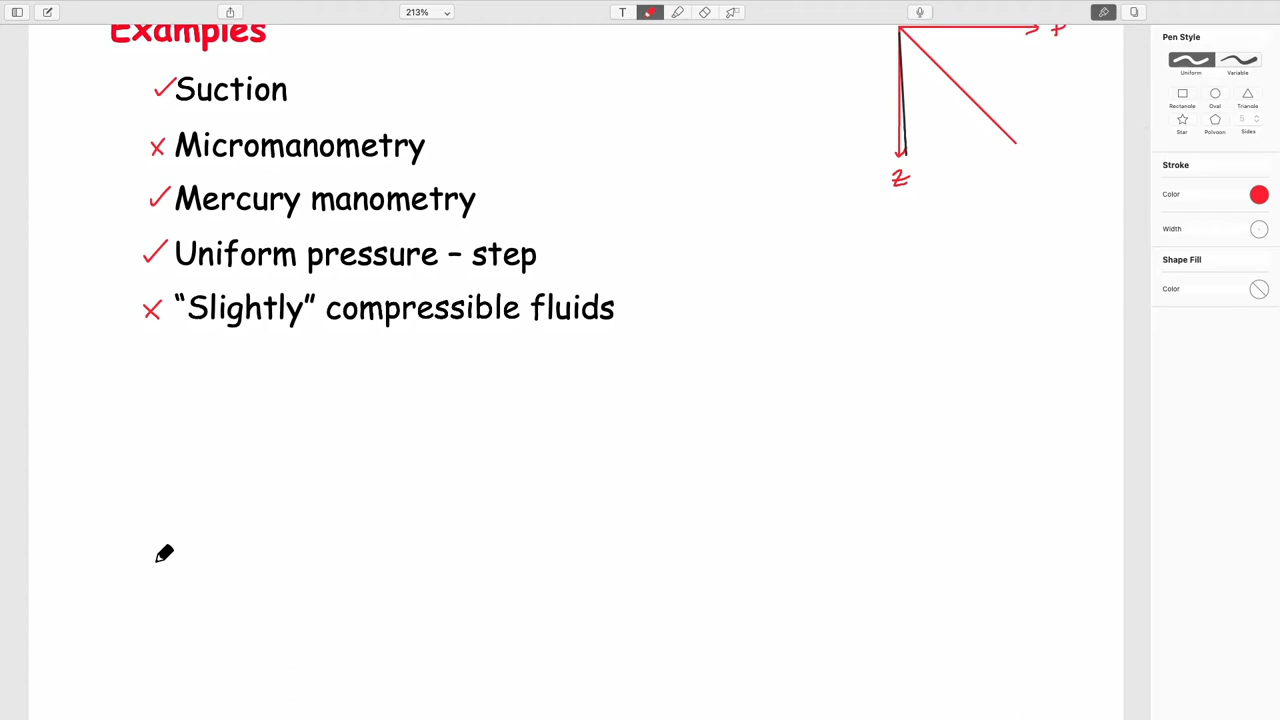 213%
T
Examples
P
✓ Suction
x Micromanometry
✓ Mercury manometry
✓ Uniform pressure – step
x “Slightly” compressible fluids
z
Pen Style
Uniform Variable
Rectangle Oval Triangle
5
Star Polygon Sides
Stroke
Color
Width
Shape Fill
Color